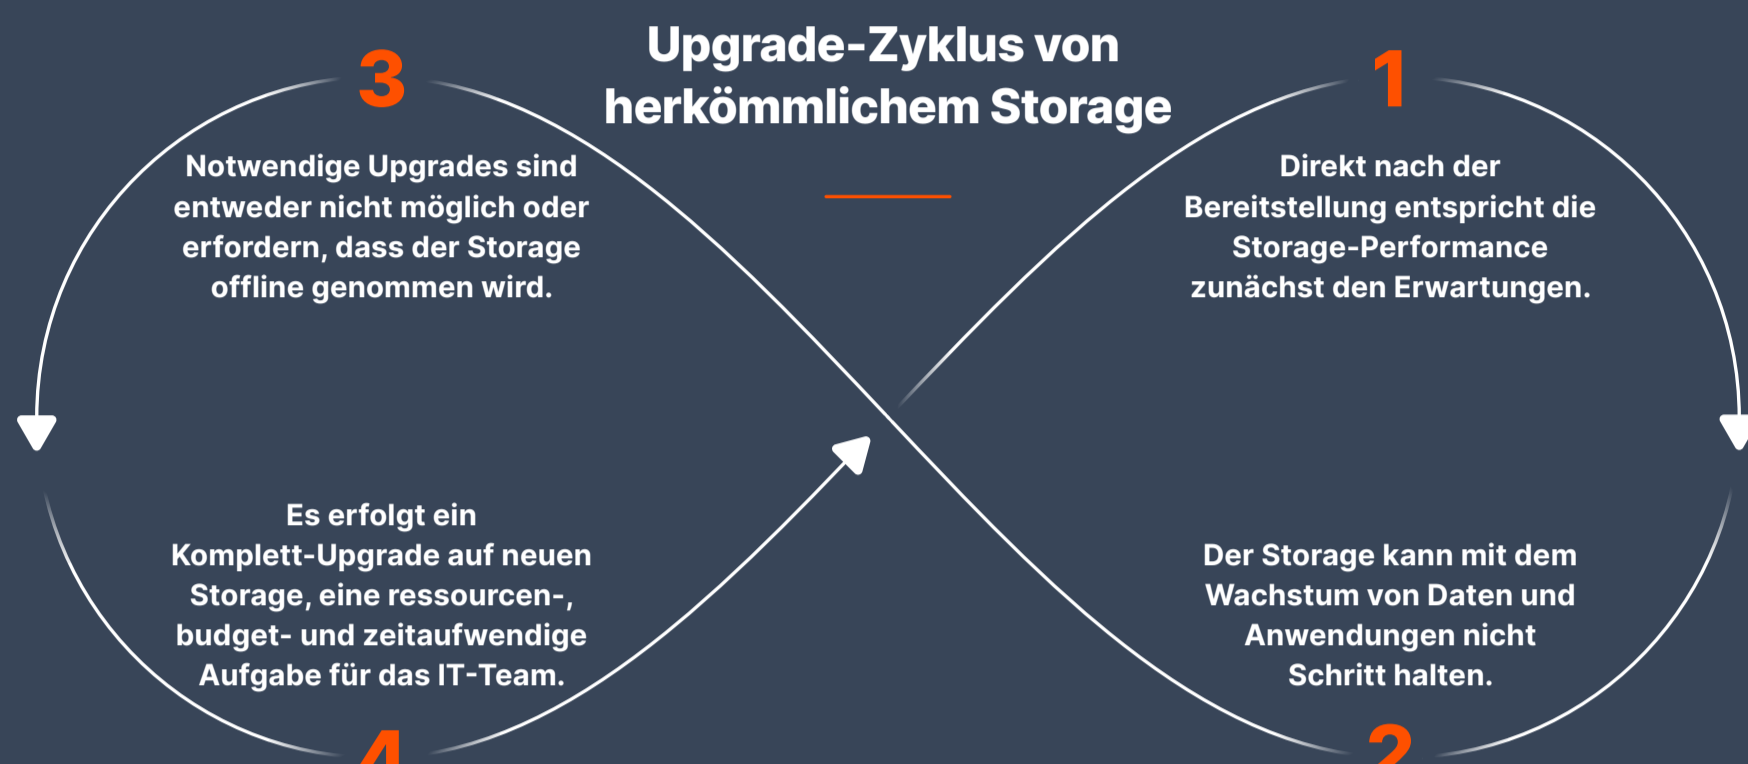 Upgrade-Zyklus von
herkömmlichem Storage
1
Direkt nach der
Bereitstellung entspricht die
Storage-Performance
zunächst den Erwartungen.
Der Storage kann mit dem
Wachstum von Daten und
Anwendungen nicht
Schritt halten.
2
3
Notwendige Upgrades sind
entweder nicht möglich oder
erfordern, dass der Storage
offline genommen wird.
Es erfolgt ein
Komplett-Upgrade auf neuen
Storage, eine ressourcen-,
budget- und zeitaufwendige
Aufgabe für das IT-Team.
4